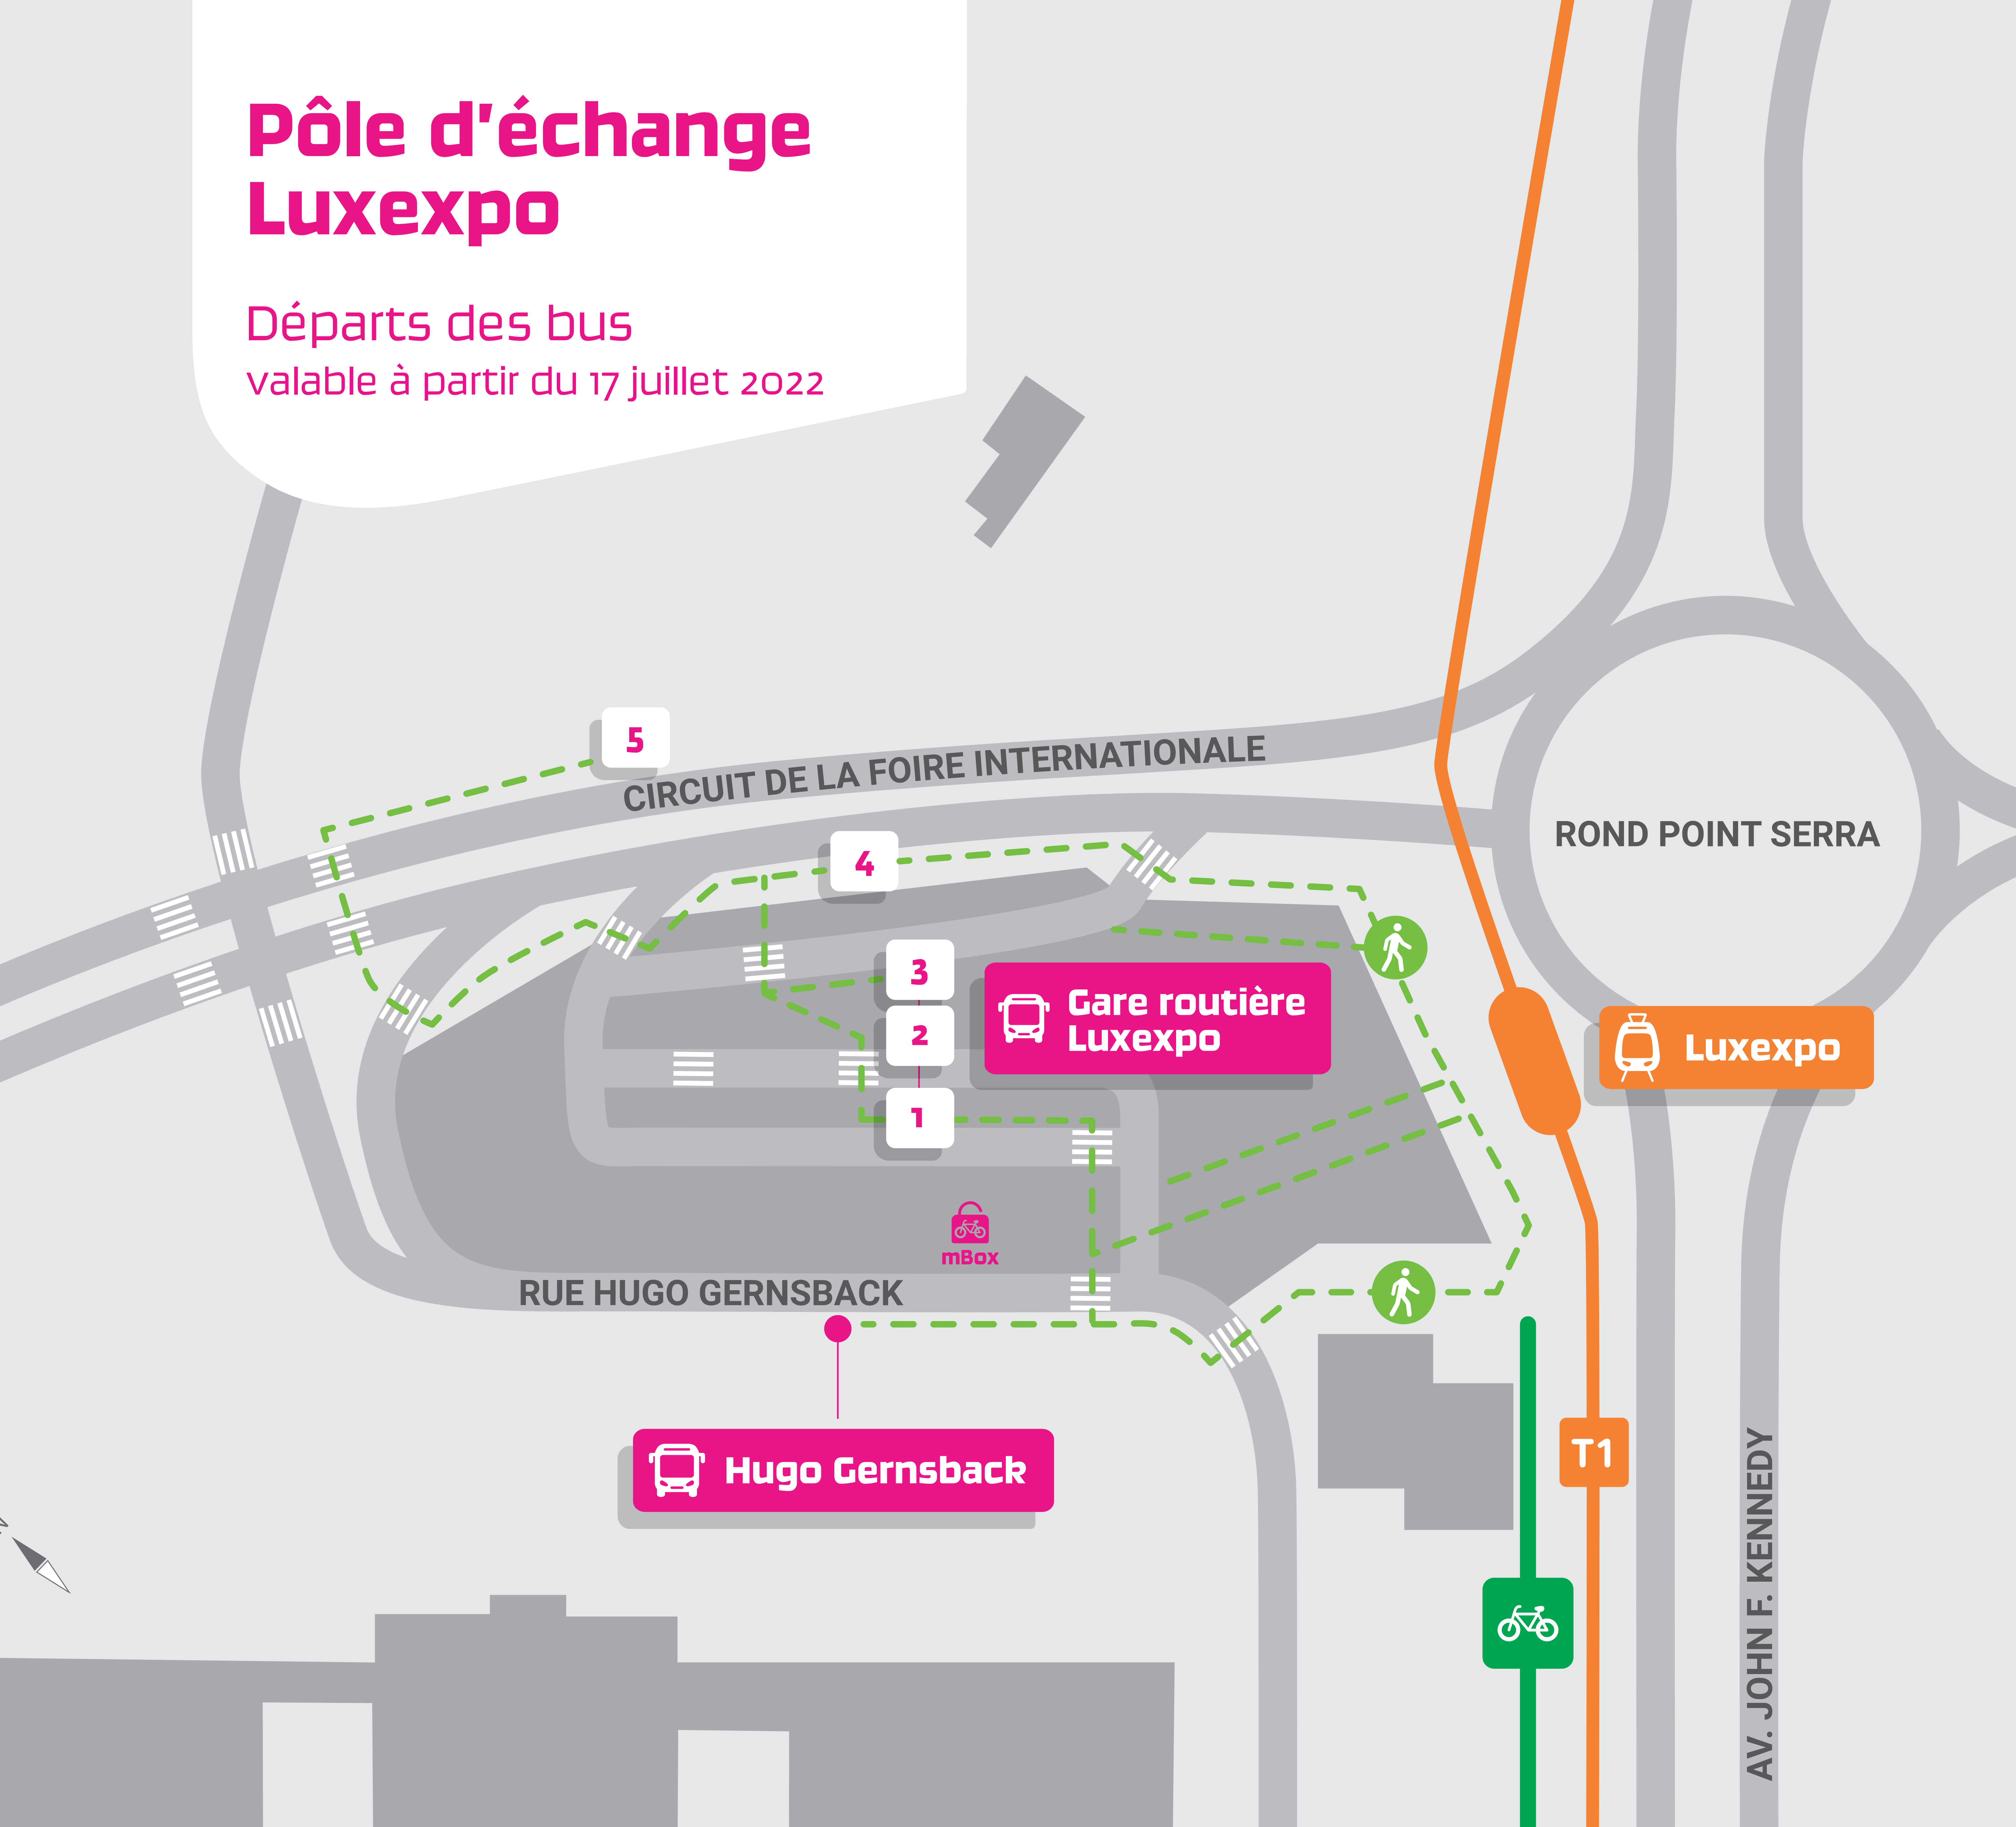 Pôle d'échange
Luxexpo
Départs des bus
valable à partir du 17 juillet 2022
5
CIRCUIT DE LA FOIRE INTERNATIONALE
4
ROND POINT SERRA
3
Gare routière
Luxexpo
2
Luxexpo
1
mBox
RUE HUGO GERNSBACK
Hugo Gernsback
T1
AV. JOHN F. KENNEDY